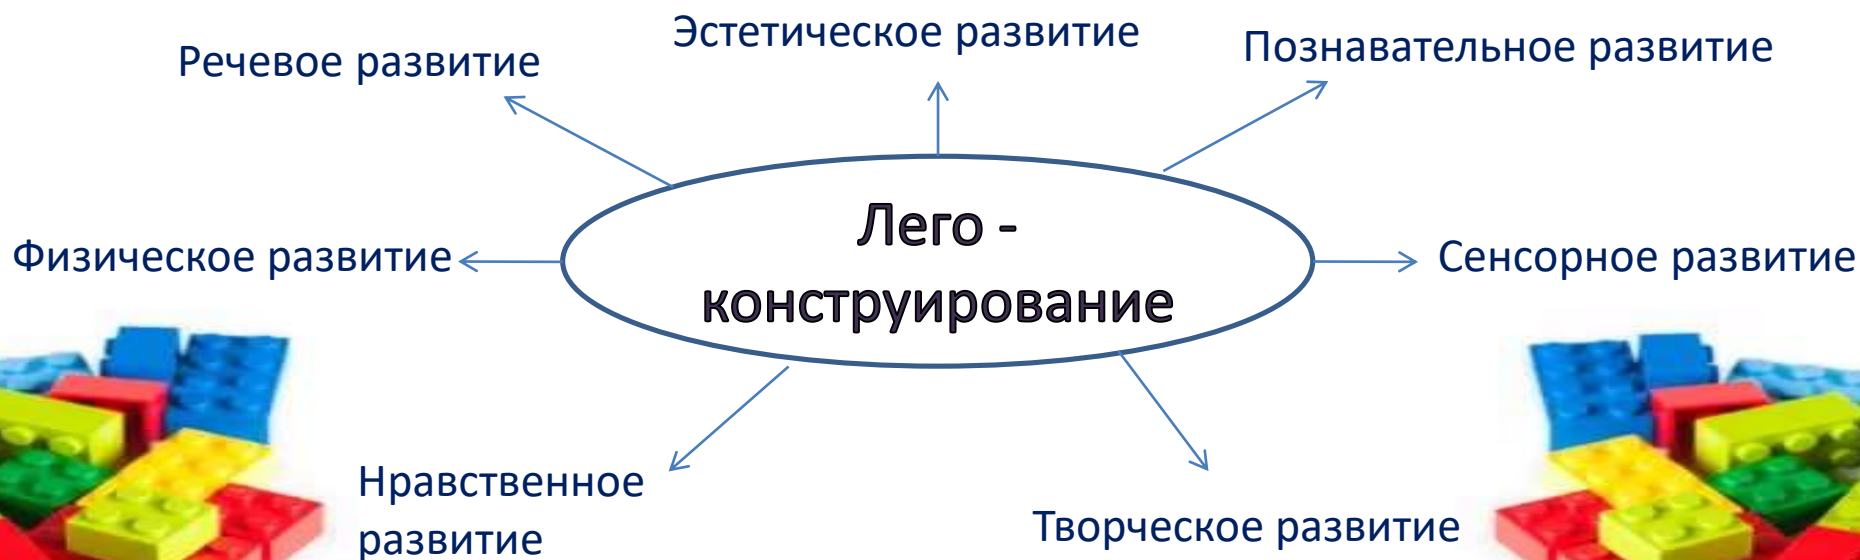 Эстетическое развитие
Речевое развитие
Познавательное развитие
Лего -
конструирование
Физическое развитие
Сенсорное развитие
Нравственное
развитие
Творческое развитие